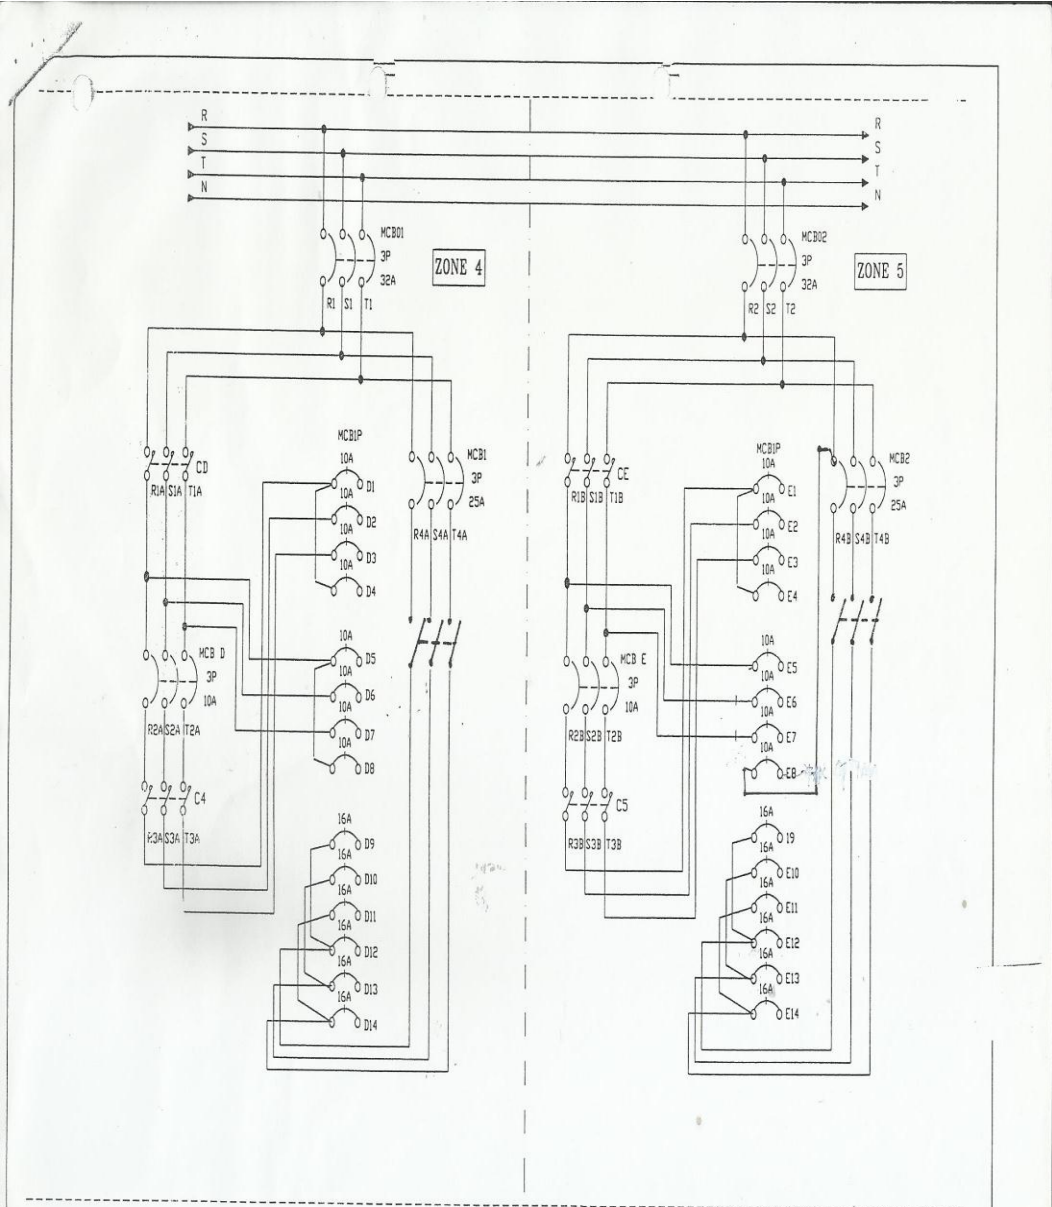 R
S
T
N
R
S
T
N
MCB01
3P
32A
ZONE 4
R1 S1 T1
MCB02
3P
32A
ZONE 5
R2 S2 T2
CD
R1A S1A T1A
MCB1P
10A
D1
10A
D2
10A
D3
10A
D4
MCB1
3P
25A
R4A S4A T4A
MCB D
3P
10A
R2A S2A T2A
10A
D5
10A
D6
10A
D7
10A
D8
C4
R3A S3A T3A
16A
D9
16A
D10
16A
D11
16A
D12
16A
D13
16A
D14
CE
R1B S1B T1B
MCB1P
10A
E1
10A
E2
10A
E3
10A
E4
MCB2
3P
25A
R4B S4B T4B
MCB E
3P
10A
R2B S2B T2B
10A
E5
10A
E6
10A
E7
10A
E8
C5
R3B S3B T3B
16A
19
16A
E10
16A
E11
16A
E12
16A
E13
16A
E14